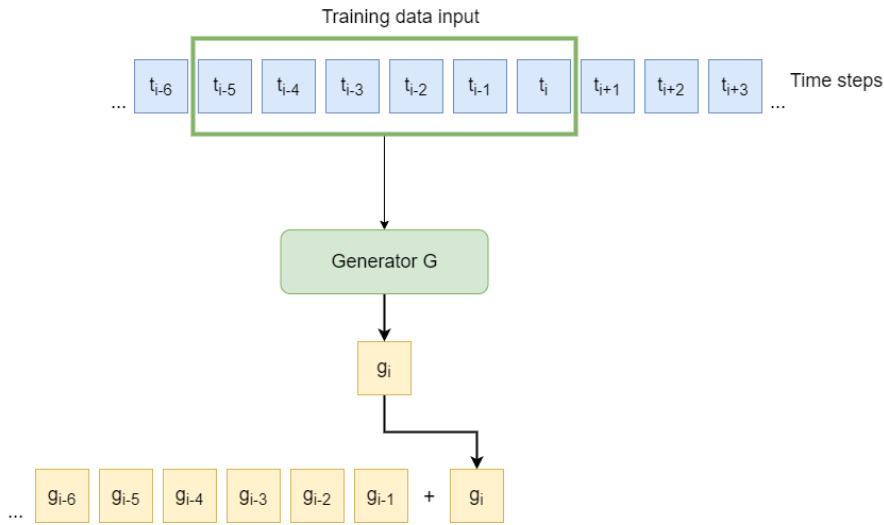 Training data input
... t_{i-6} t_{i-5} t_{i-4} t_{i-3} t_{i-2} t_{i-1} t_i t_{i+1} t_{i+2} t_{i+3} ... Time steps
Generator G
g_i
... g_{i-6} g_{i-5} g_{i-4} g_{i-3} g_{i-2} g_{i-1} + g_i